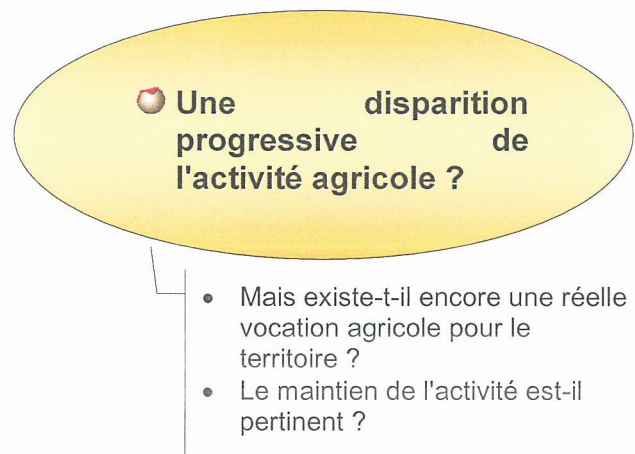 Une disparition
progressive de
l'activité agricole ?
• Mais existe-t-il encore une réelle
vocation agricole pour le
territoire ?
• Le maintien de l'activité est-il
pertinent ?